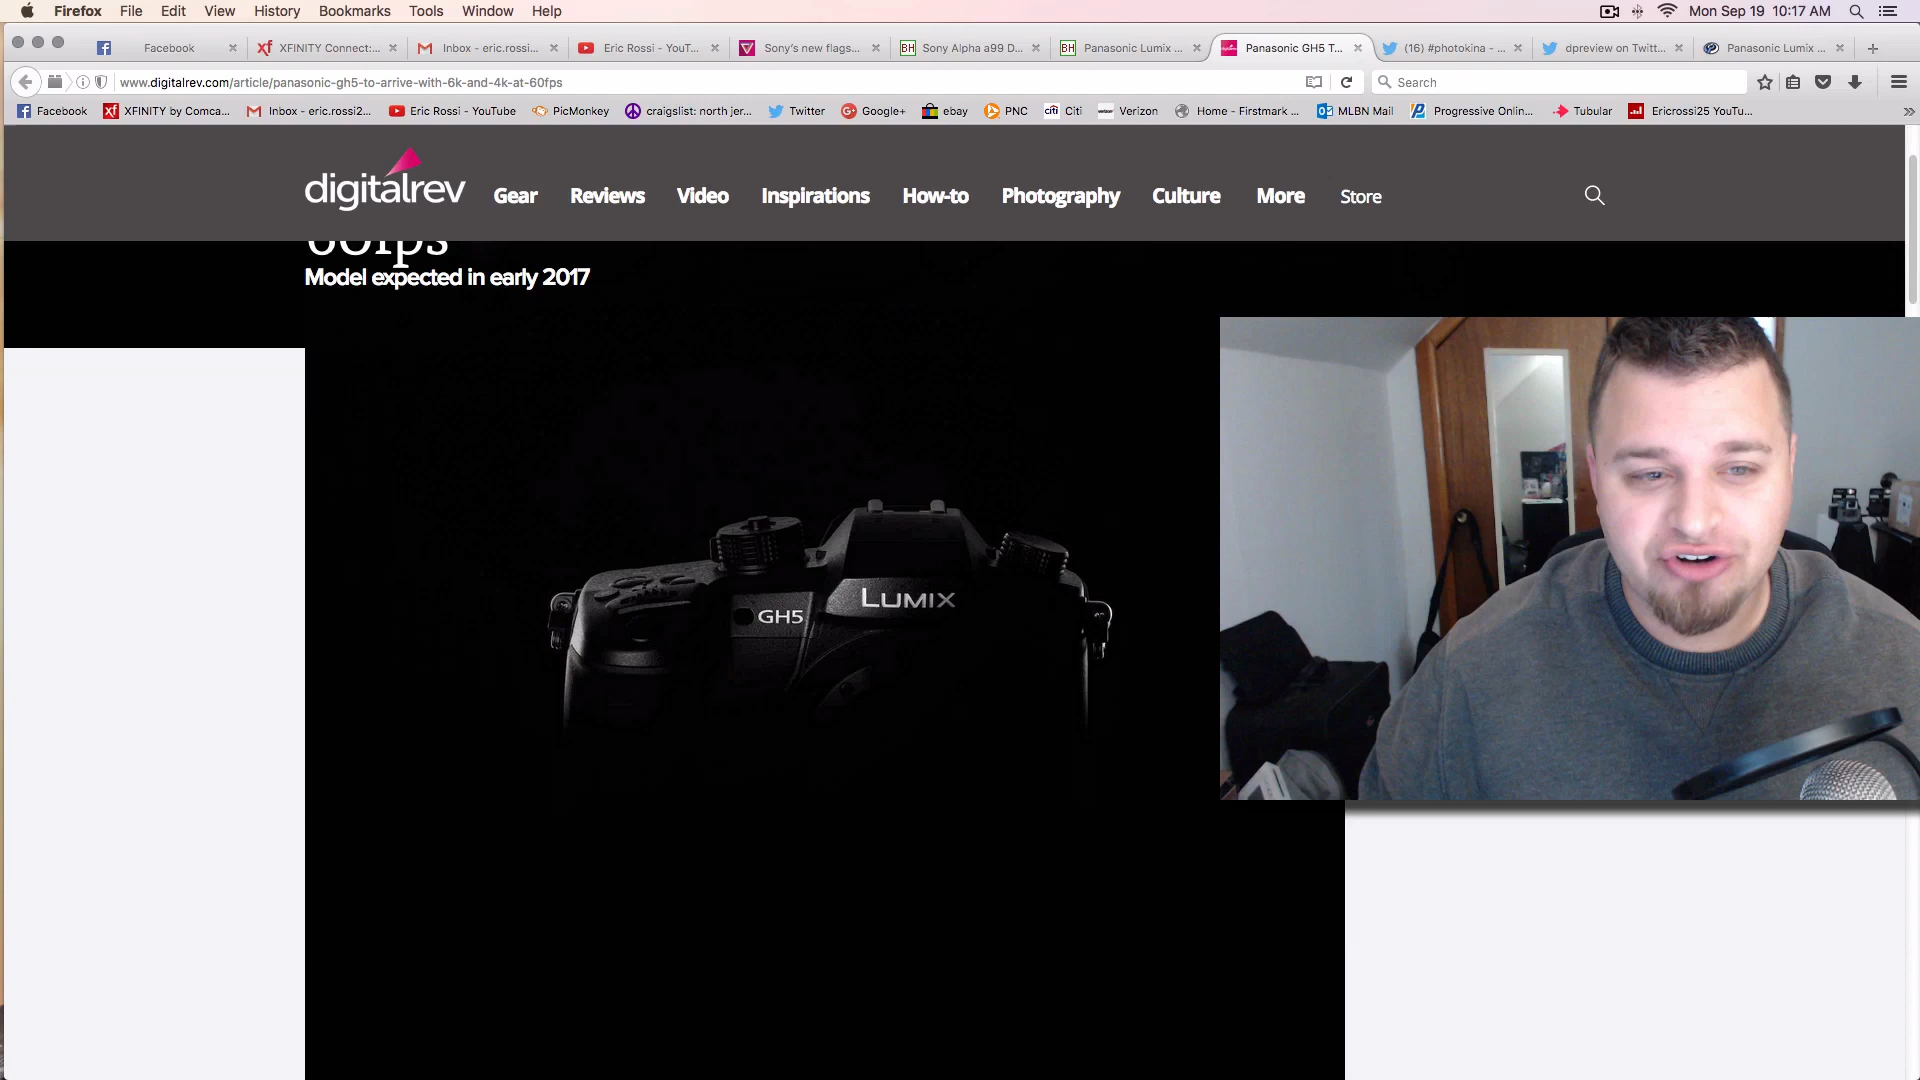 Firefox File Edit View History Bookmarks Tools Window Help Mon Sep 19 10:17 AM
Facebook XFINITY Connect:... Inbox - eric.rossi... Eric Rossi - YouT... Sony's new flags... Sony Alpha a99 D... Panasonic Lumix ... Panasonic GH5 T... (16) #photokina - ... dpreview on Twitt... Panasonic Lumix ...
www.digitalrev.com/article/panasonic-gh5-to-arrive-with-6k-and-4k-at-60fps Search
Facebook XFINITY by Comca... Inbox - eric.rossi2... Eric Rossi - YouTube PicMonkey craigslist: north jer... Twitter Google+ ebay PNC citi Citi Verizon Home - Firstmark ... MLBN Mail Progressive Onlin... Tubular Ericrossi25 YouTu...
digitalrev Gear Reviews Video Inspirations How-to Photography Culture More Store
60fps
Model expected in early 2017
LUMIX
GH5